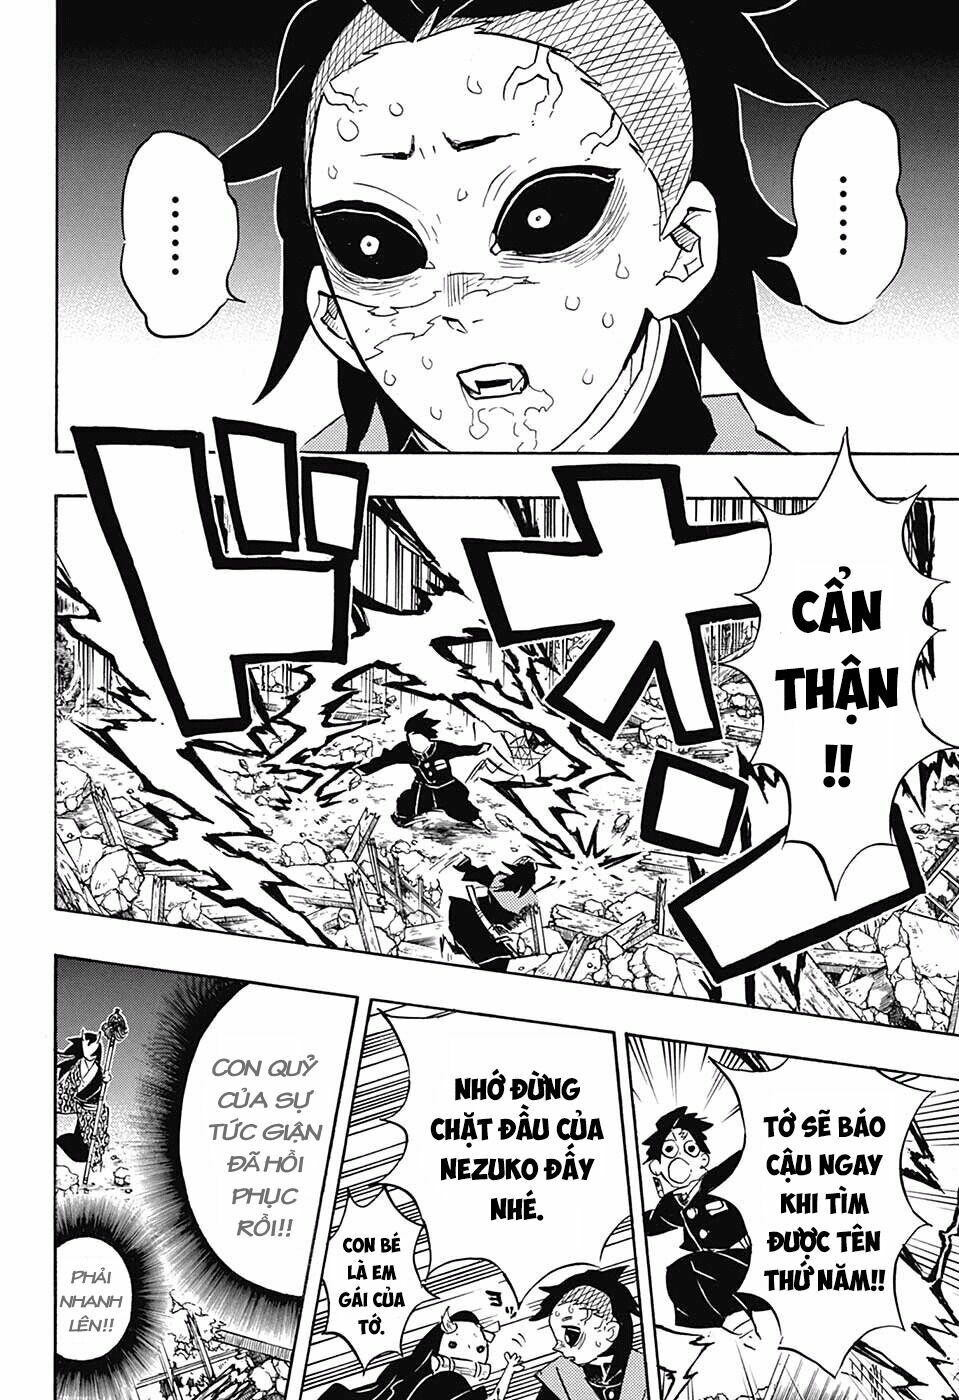 ......
......
ドォン
CẨN
THẬN
!!
TỚ SẼ BÁO
CẬU NGAY
KHI TÌM
ĐƯỢC TÊN
THỨ NĂM!!
NHỚ ĐỪNG
CHẶT ĐẦU CỦA
NEZUKO ĐẤY
NHÉ.
CON BÉ
LÀ EM
GÁI CỦA
TỚ.
CON QUỶ
CỦA SỰ
TỨC GIẬN
ĐÃ HỒI
PHỤC
RỒI!!
PHẢI
NHANH
LÊN!!